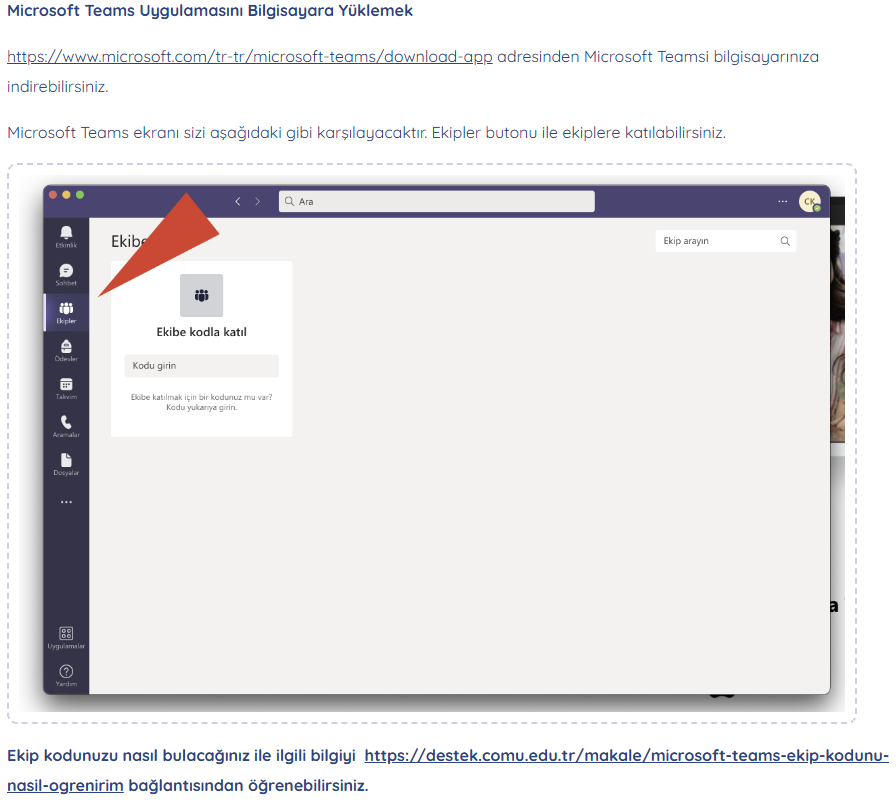 Microsoft Teams Uygulamasını Bilgisayara Yüklemek
https://www.microsoft.com/tr-tr/microsoft-teams/download-app adresinden Microsoft Teamsi bilgisayarınıza
indirebilirsiniz.
Microsoft Teams ekranı sizi aşağıdaki gibi karşılayacaktır. Ekipler butonu ile ekiplere katılabilirsiniz.
Ara
CK
Etkinlik
Sohbet
Ekipler
Ödevler
Takvim
Aramalar
Dosyalar
Uygulamalar
Yardım
Ekip arayın
Ekibe kodla katıl
Kodu girin
Ekibe katılmak için bir kodunuz mu var?
Kodu yukarıya girin.
Ekip kodunuzu nasıl bulacağınız ile ilgili bilgiyi https://destek.comu.edu.tr/makale/microsoft-teams-ekip-kodunu-
nasil-ogrenirim bağlantısından öğrenebilirsiniz.